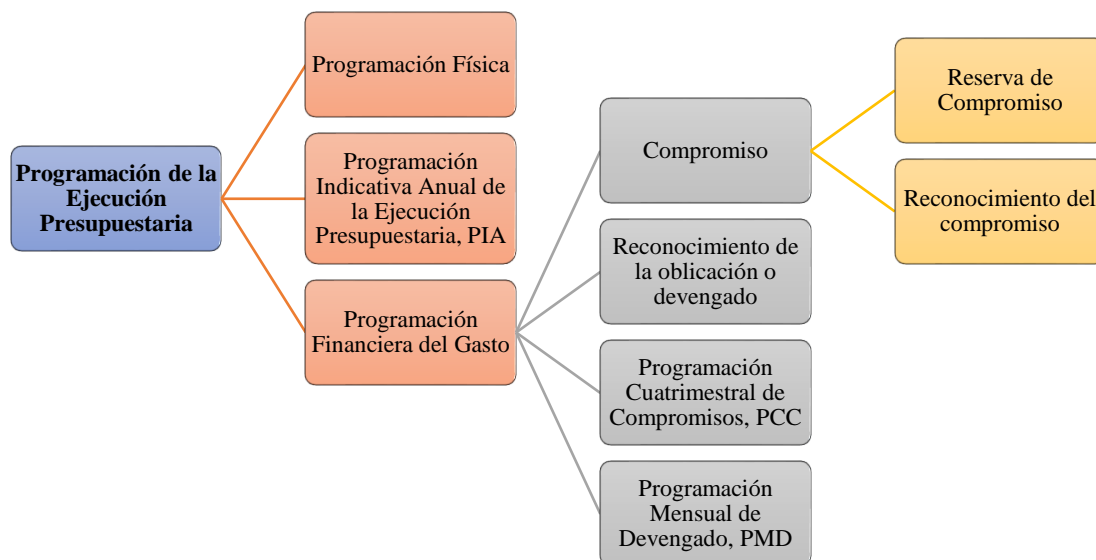 Programación de la
Ejecución
Presupuestaria
Programación Física
Programación
Indicativa Anual de
la Ejecución
Presupuestaria, PIA
Programación
Financiera del Gasto
Compromiso
Reconocimiento de
la oblicación o
devengado
Programación
Cuatrimestral de
Compromisos, PCC
Programación
Mensual de
Devengado, PMD
Reserva de
Compromiso
Reconocimiento del
compromiso